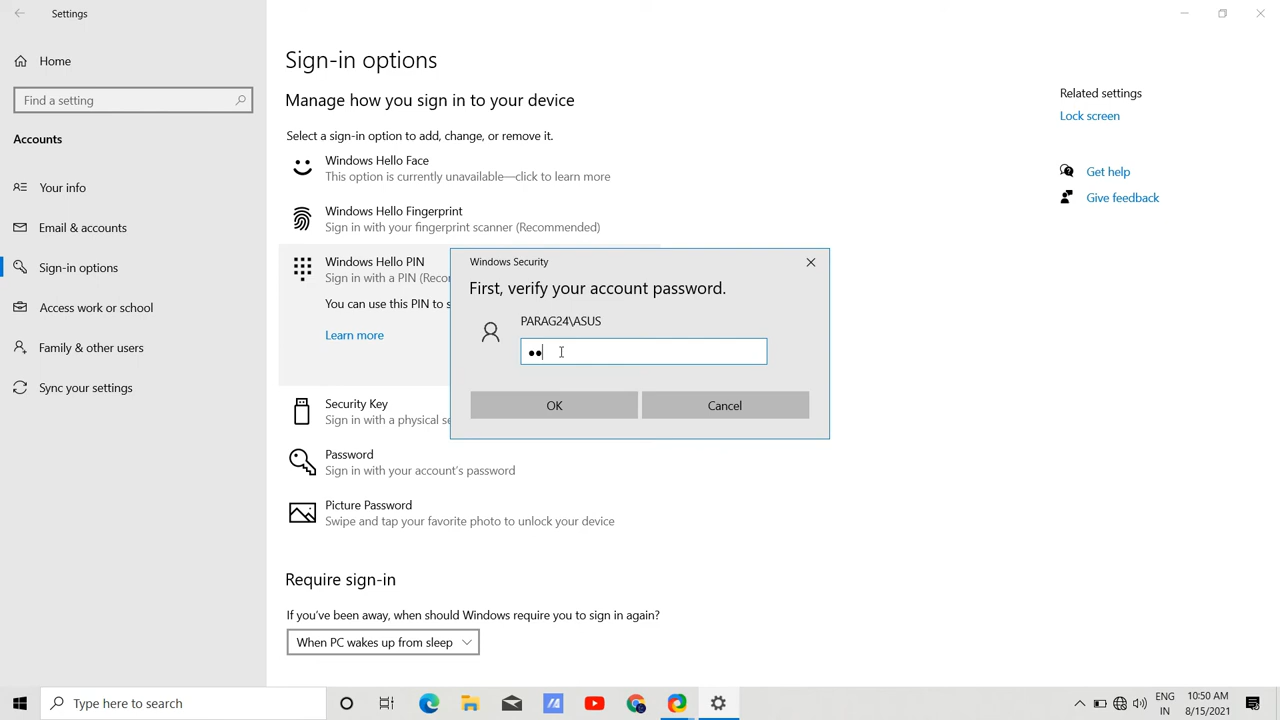 Settings
Home
Find a setting
Accounts
Your info
Email & accounts
Sign-in options
Access work or school
Family & other users
Sync your settings
Sign-in options
Manage how you sign in to your device
Select a sign-in option to add, change, or remove it.
Windows Hello Face
This option is currently unavailable—click to learn more
Windows Hello Fingerprint
Sign in with your fingerprint scanner (Recommended)
Windows Hello PIN
Sign in with a PIN (Reco
You can use this PIN to s
Learn more
Security Key
Sign in with a physical se
Password
Sign in with your account's password
Picture Password
Swipe and tap your favorite photo to unlock your device
Require sign-in
If you've been away, when should Windows require you to sign in again?
When PC wakes up from sleep
Windows Security
First, verify your account password.
PARAG24\ASUS
●●
OK
Cancel
Related settings
Lock screen
Get help
Give feedback
Type here to search
ENG
IN
10:50 AM
8/15/2021